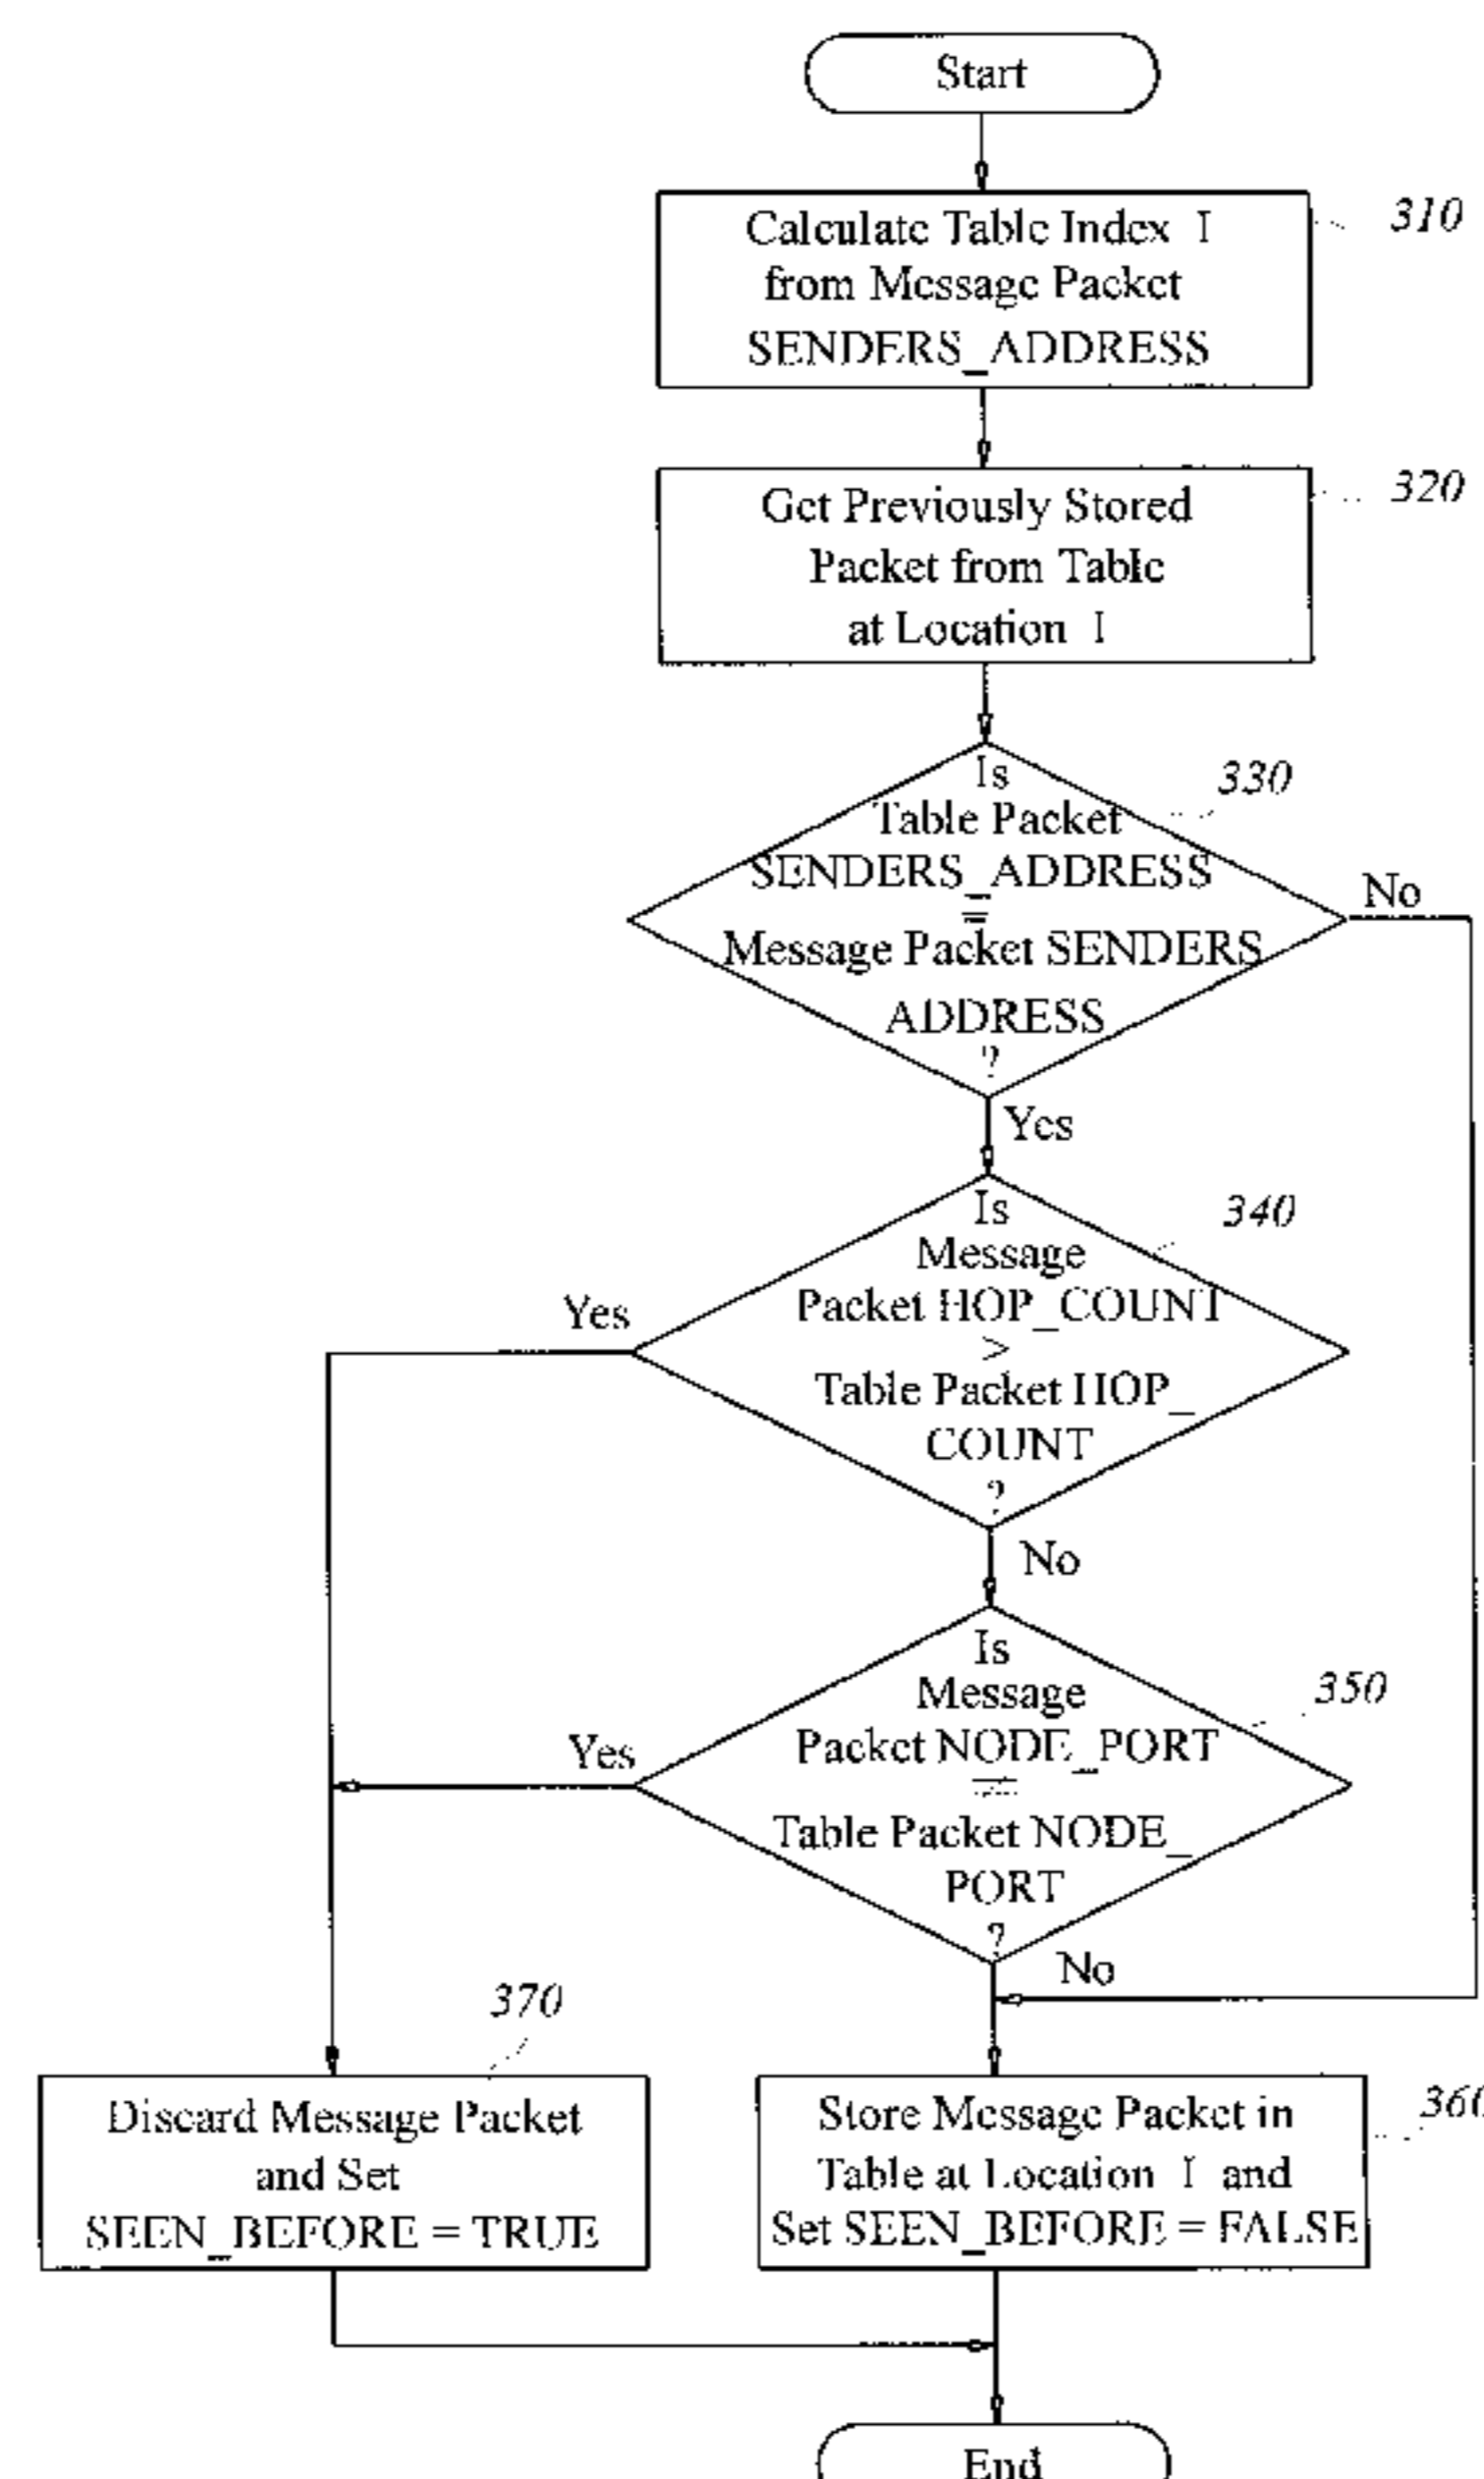 Start
Calculate Table Index I
from Message Packet
SENDERS_ADDRESS
310
Get Previously Stored
Packet from Table
at Location I
320
Is
Table Packet
SENDERS_ADDRESS
=
Message Packet SENDERS
ADDRESS
?
330
No
Yes
Is
Message
Packet HOP_COUNT
>
Table Packet HOP_
COUNT
?
340
Yes
No
Is
Message
Packet NODE_PORT
Table Packet NODE_
PORT
?
350
Yes
No
370
Discard Message Packet
and Set
SEEN_BEFORE = TRUE
Store Message Packet in
Table at Location I and
Set SEEN_BEFORE = FALSE
360
End